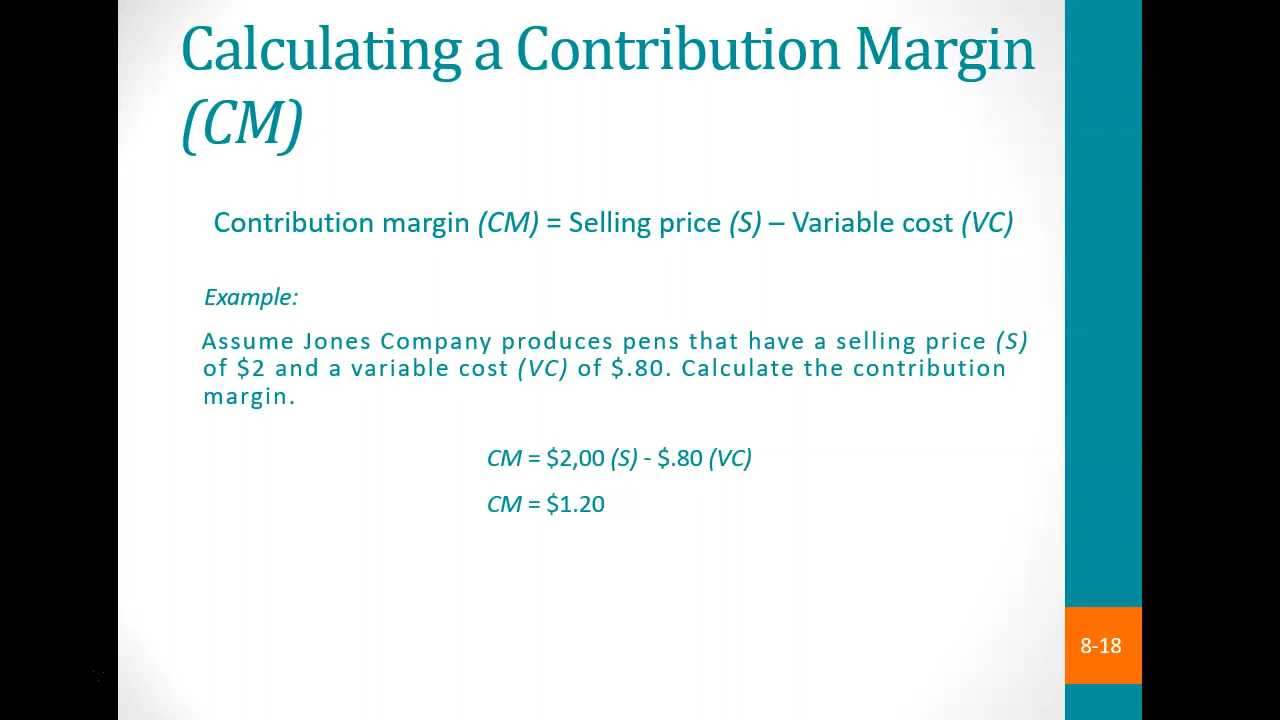 Calculating a Contribution Margin
(CM)
Contribution margin (CM) = Selling price (S) – Variable cost (VC)
Example:
Assume Jones Company produces pens that have a selling price (S)
of $2 and a variable cost (VC) of $.80. Calculate the contribution
margin.
CM = $2,00 (S) - $.80 (VC)
CM = $1.20
8-18